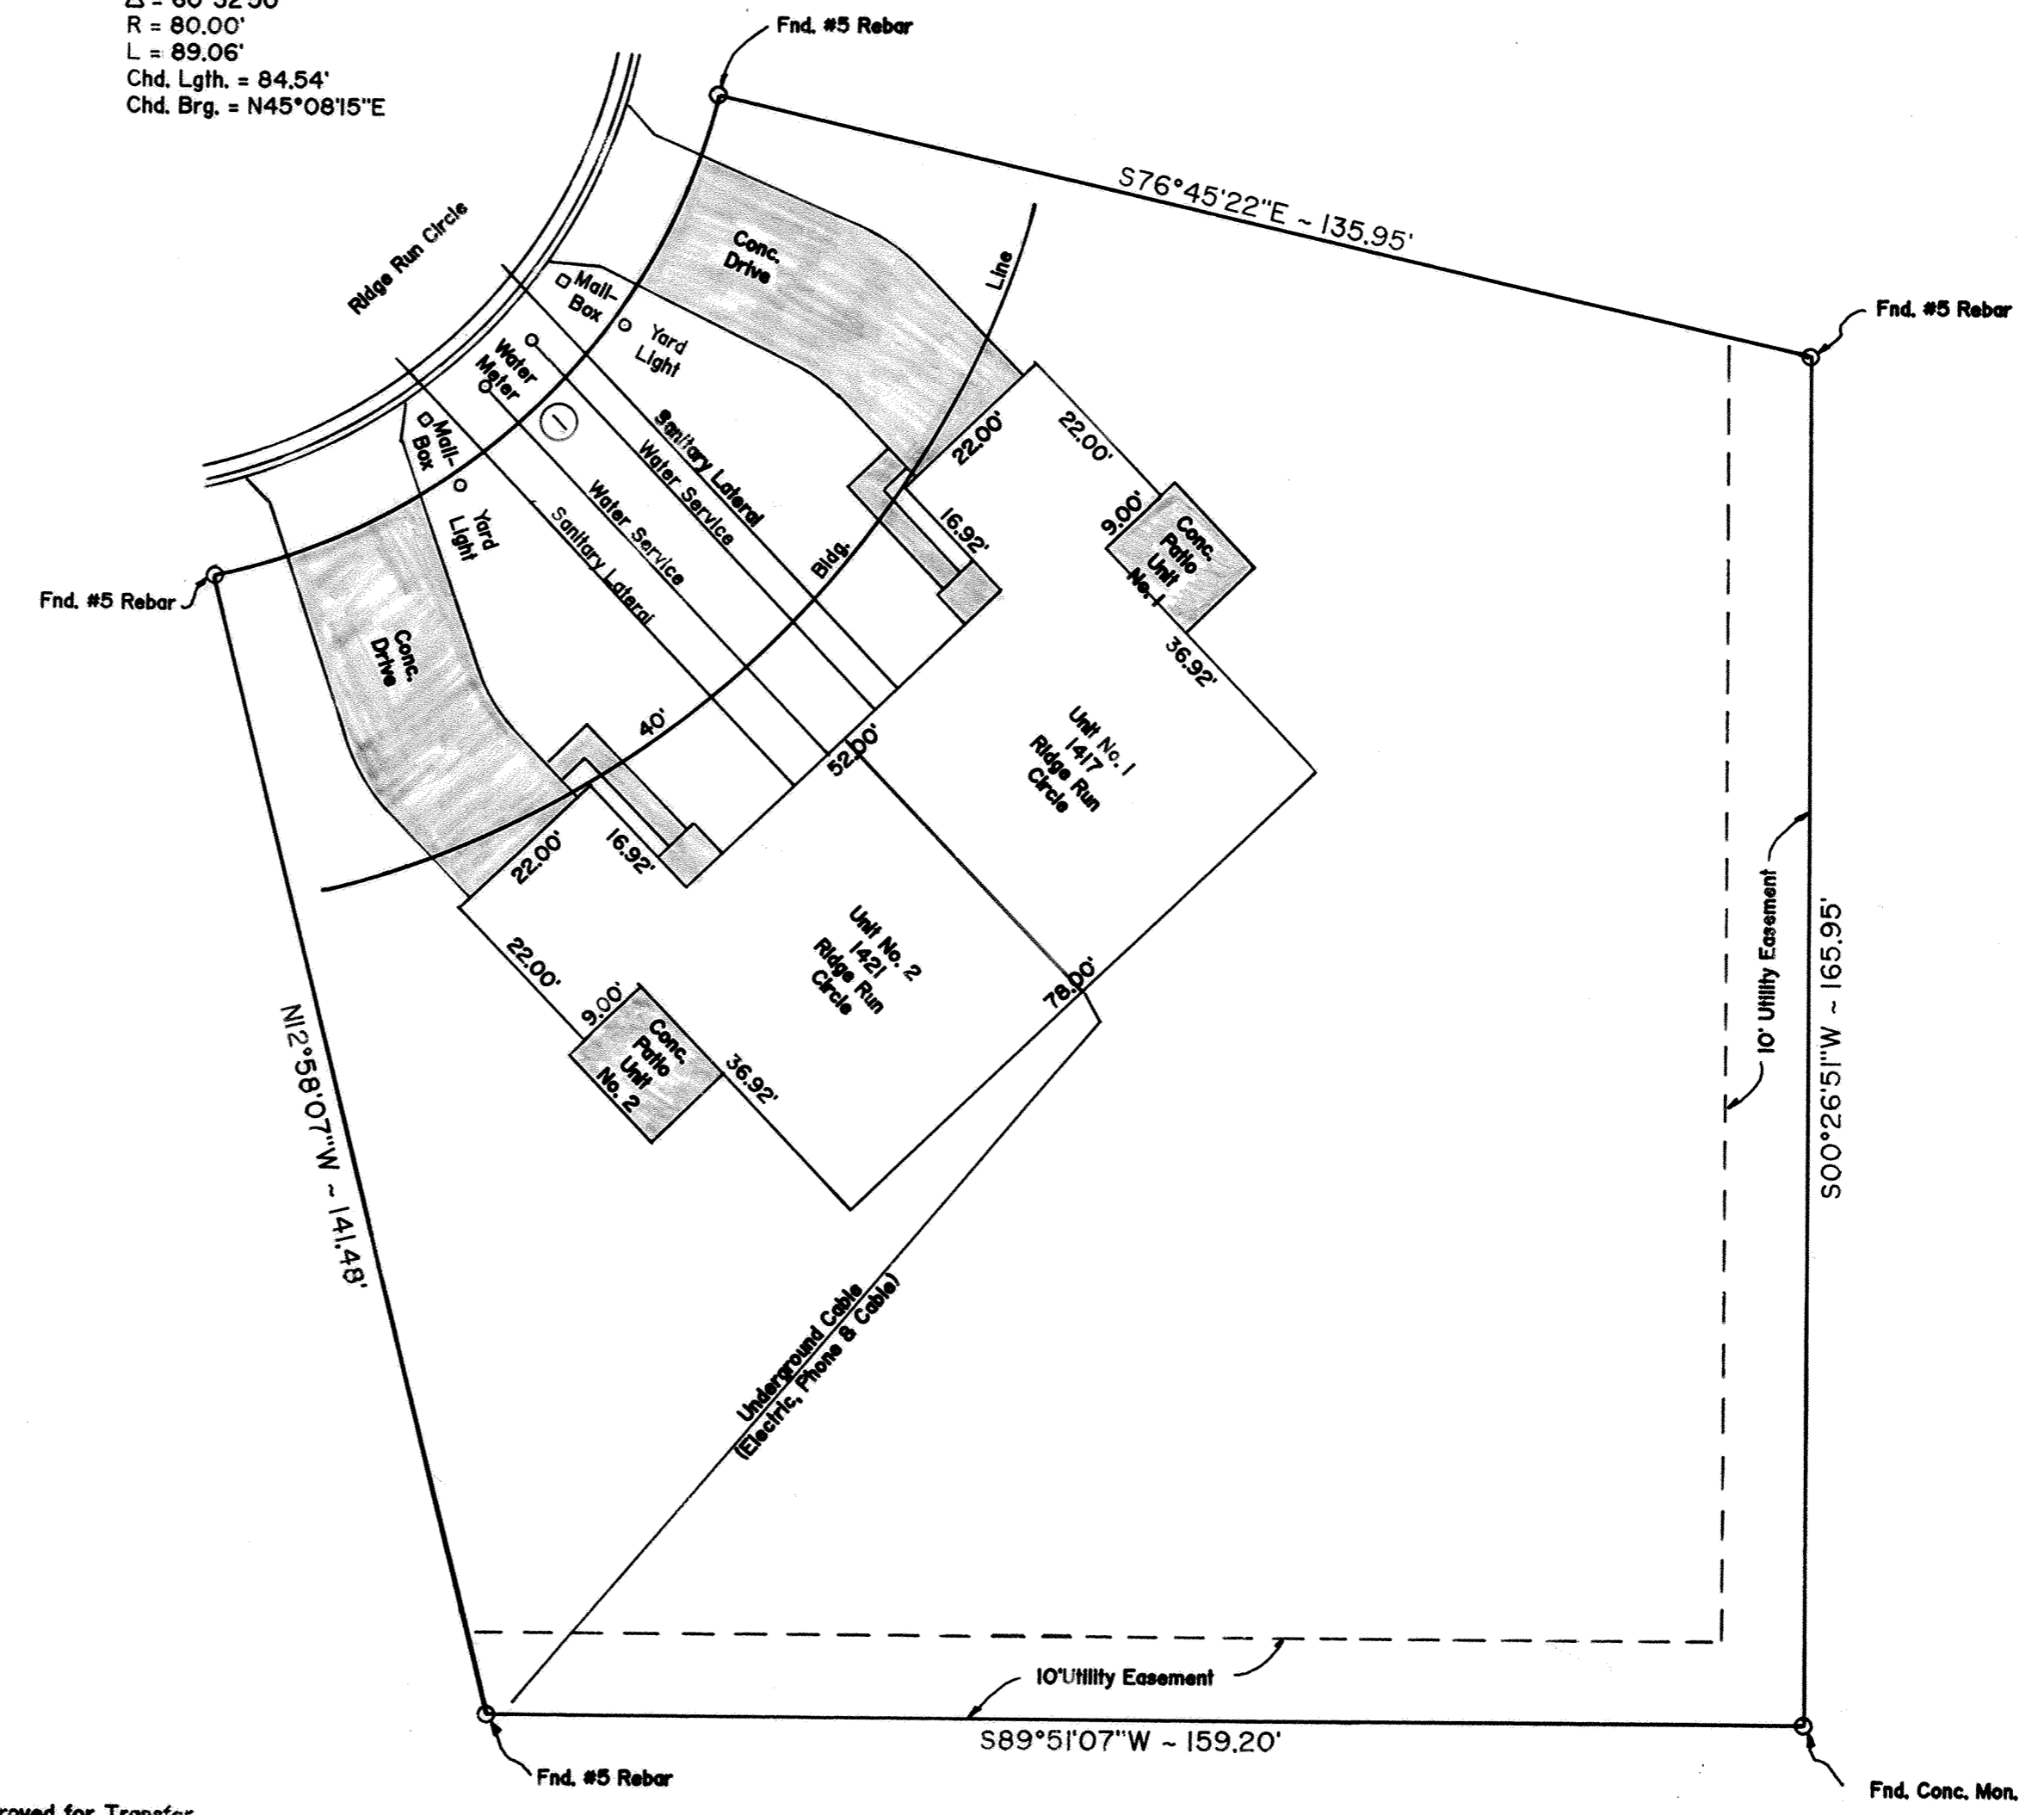 R = 80.00'
L = 89.06'
Chd. Lgth. = 84.54'
Chd. Brg. = N45°08'15"E
Fnd. #5 Rebar
S76°45'22"E ~ 135.95'
Fnd. #5 Rebar
Ridge Run Circle
Conc.
Drive
Line
Mail-
Box
Yard
Light
Water
Meter
1
Mail-
Box
Yard
Light
Sanitary Lateral
Water Service
Water Service
Sanitary Lateral
Bldg.
40'
22.00'
22.00'
16.92'
9.00'
Conc.
Patio
Unit
No. 1
36.92'
Fnd. #5 Rebar
Conc.
Drive
52.00'
Unit No. 1
1417
Ridge Run
Circle
22.00'
16.92'
22.00'
9.00'
Conc.
Patio
Unit
No. 2
36.92'
Unit No. 2
1421
Ridge Run
Circle
78.00'
10' Utility Easement
S00°26'51"W ~ 165.95'
N12°58'07"W ~ 141.48'
Underground Cable
(Electric, Phone & Cable)
10' Utility Easement
S89°51'07"W ~ 159.20'
Fnd. #5 Rebar
Fnd. Conc. Mon.
for Transfer